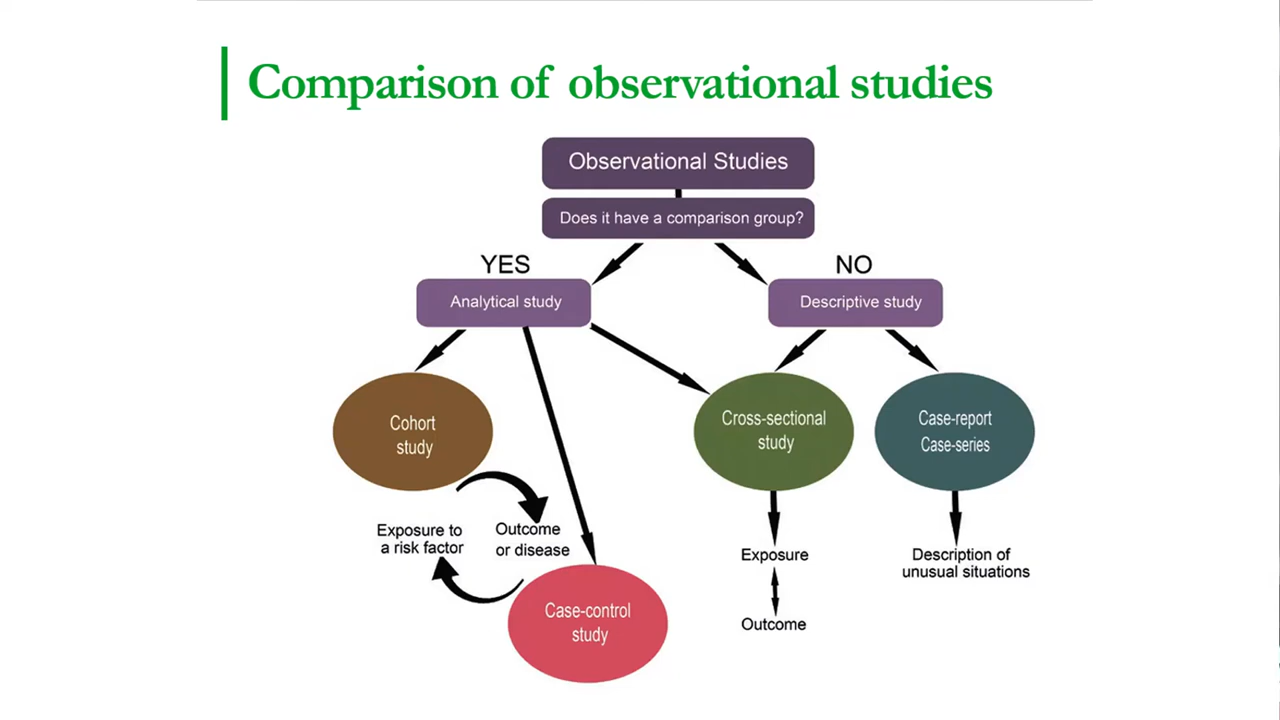 Comparison of observational studies
Observational Studies
Does it have a comparison group?
YES
NO
Analytical study
Descriptive study
Cohort
study
Cross-sectional
study
Case-report
Case-series
Exposure to
a risk factor
Outcome
or disease
Exposure
Description of
unusual situations
Case-control
study
Outcome